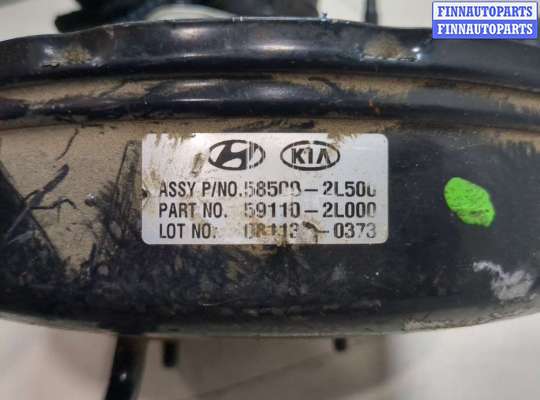 FINNAUTOPARTS
FINNAUTOPARTS
KIA
ASSY P/NO. 58500-2L500
PART NO. 59110-2L000
LOT NO. 0373